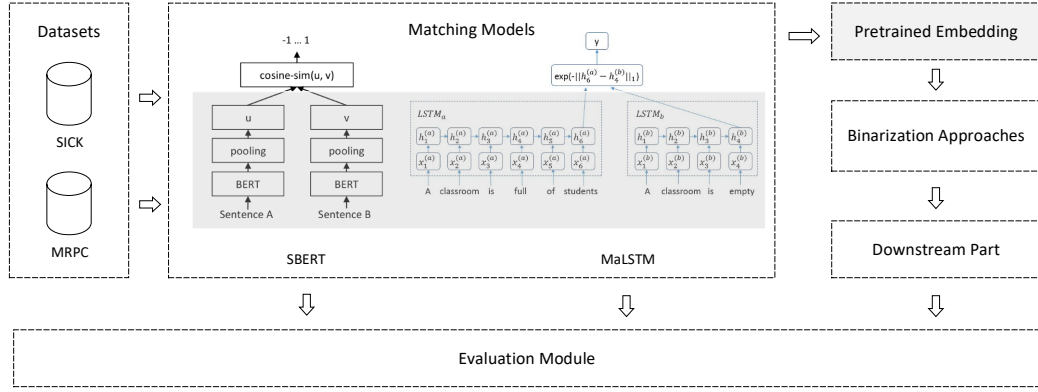 Datasets
SICK
MRPC
Matching Models
-1 ... 1
cosine-sim(u, v)
u v
pooling pooling
BERT BERT
Sentence A Sentence B
SBERT
y
exp(-||h₆⁽ᵃ⁾ − h₄⁽ᵇ⁾||₁)
LSTMₐ
h₁⁽ᵃ⁾ h₂⁽ᵃ⁾ h₃⁽ᵃ⁾ h₄⁽ᵃ⁾ h₅⁽ᵃ⁾ h₆⁽ᵃ⁾
x₁⁽ᵃ⁾ x₂⁽ᵃ⁾ x₃⁽ᵃ⁾ x₄⁽ᵃ⁾ x₅⁽ᵃ⁾ x₆⁽ᵃ⁾
A classroom is full of students
LSTM_b
h₁⁽ᵇ⁾ h₂⁽ᵇ⁾ h₃⁽ᵇ⁾ h₄⁽ᵇ⁾
x₁⁽ᵇ⁾ x₂⁽ᵇ⁾ x₃⁽ᵇ⁾ x₄⁽ᵇ⁾
A classroom is empty
MaLSTM
Pretrained Embedding
Binarization Approaches
Downstream Part
Evaluation Module